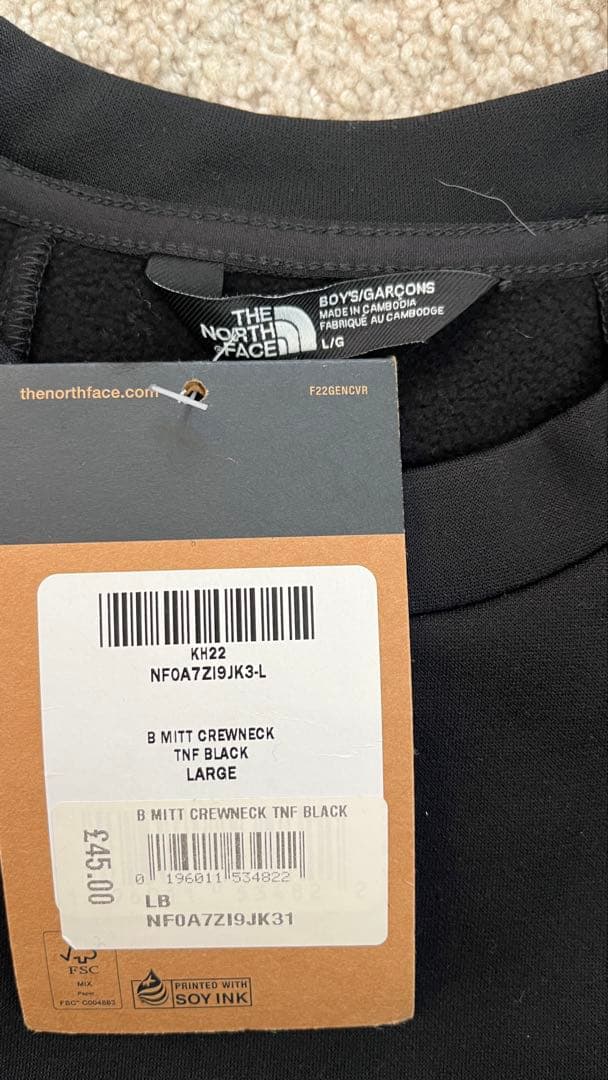 BOY'S/GARÇONS
MADE IN CAMBODIA
FABRIQUÉ AU CAMBODGE
L/G
THE
NORTH
FACE
thenorthface.com
F22GENCVR
KH22
NF0A7ZI9JK3-L
B MITT CREWNECK
TNF BLACK
LARGE
B MITT CREWNECK TNF BLACK
£45.00
0 196011 534822
LB
NF0A7ZI9JK31
FSC
MIX
Paper
PRINTED WITH
SOY INK